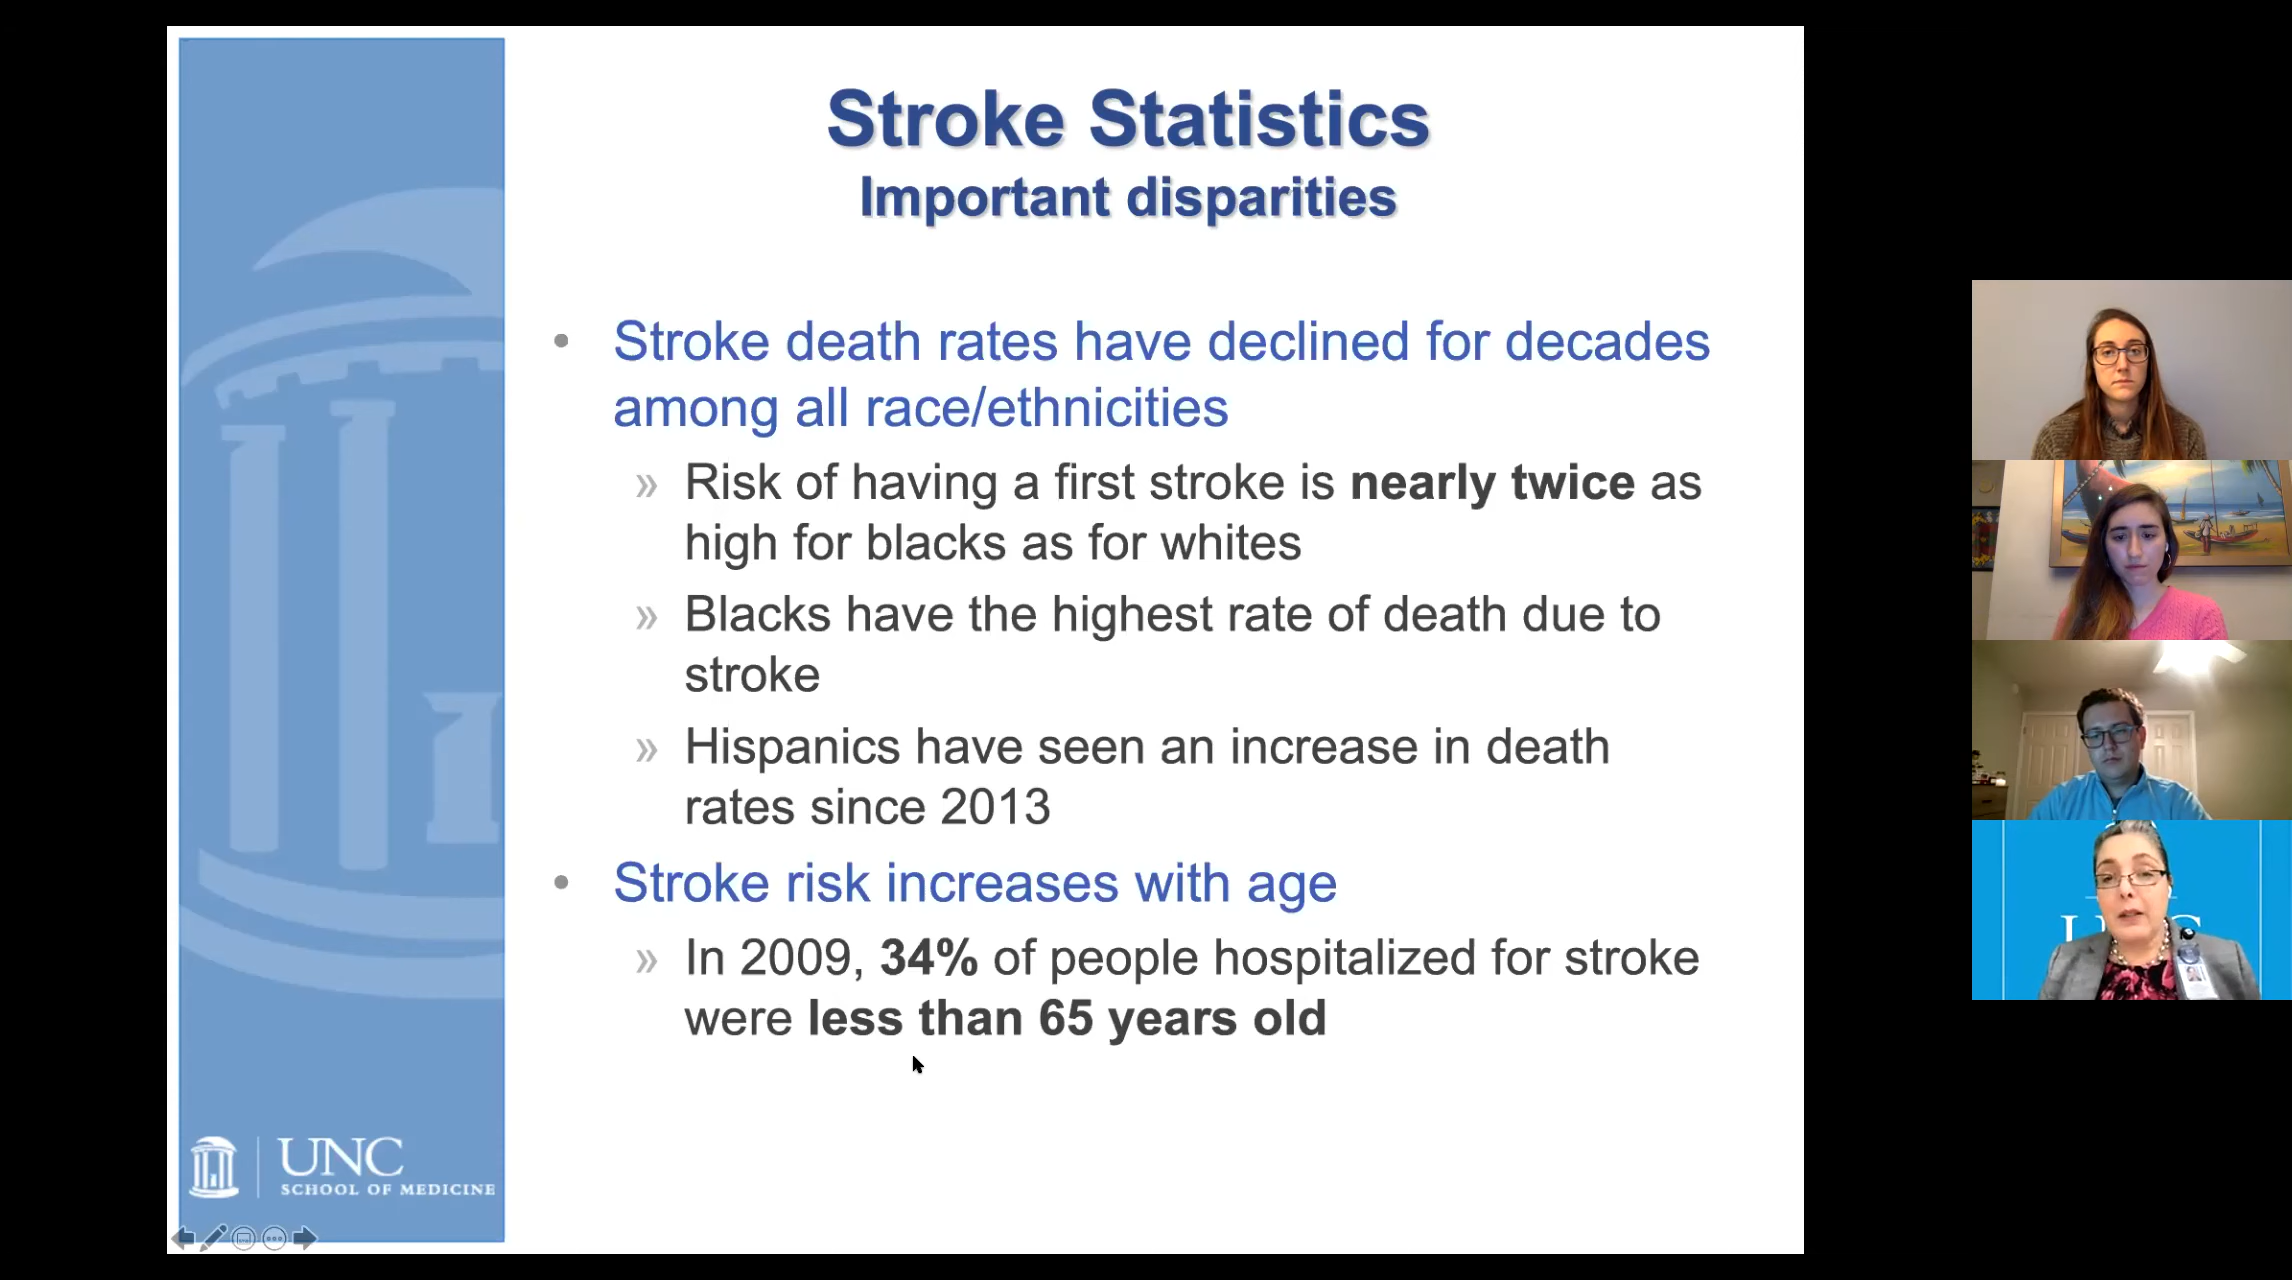 Stroke Statistics
Important disparities
• Stroke death rates have declined for decades
among all race/ethnicities
» Risk of having a first stroke is nearly twice as
high for blacks as for whites
» Blacks have the highest rate of death due to
stroke
» Hispanics have seen an increase in death
rates since 2013
• Stroke risk increases with age
» In 2009, 34% of people hospitalized for stroke
were less than 65 years old
UNC
SCHOOL OF MEDICINE